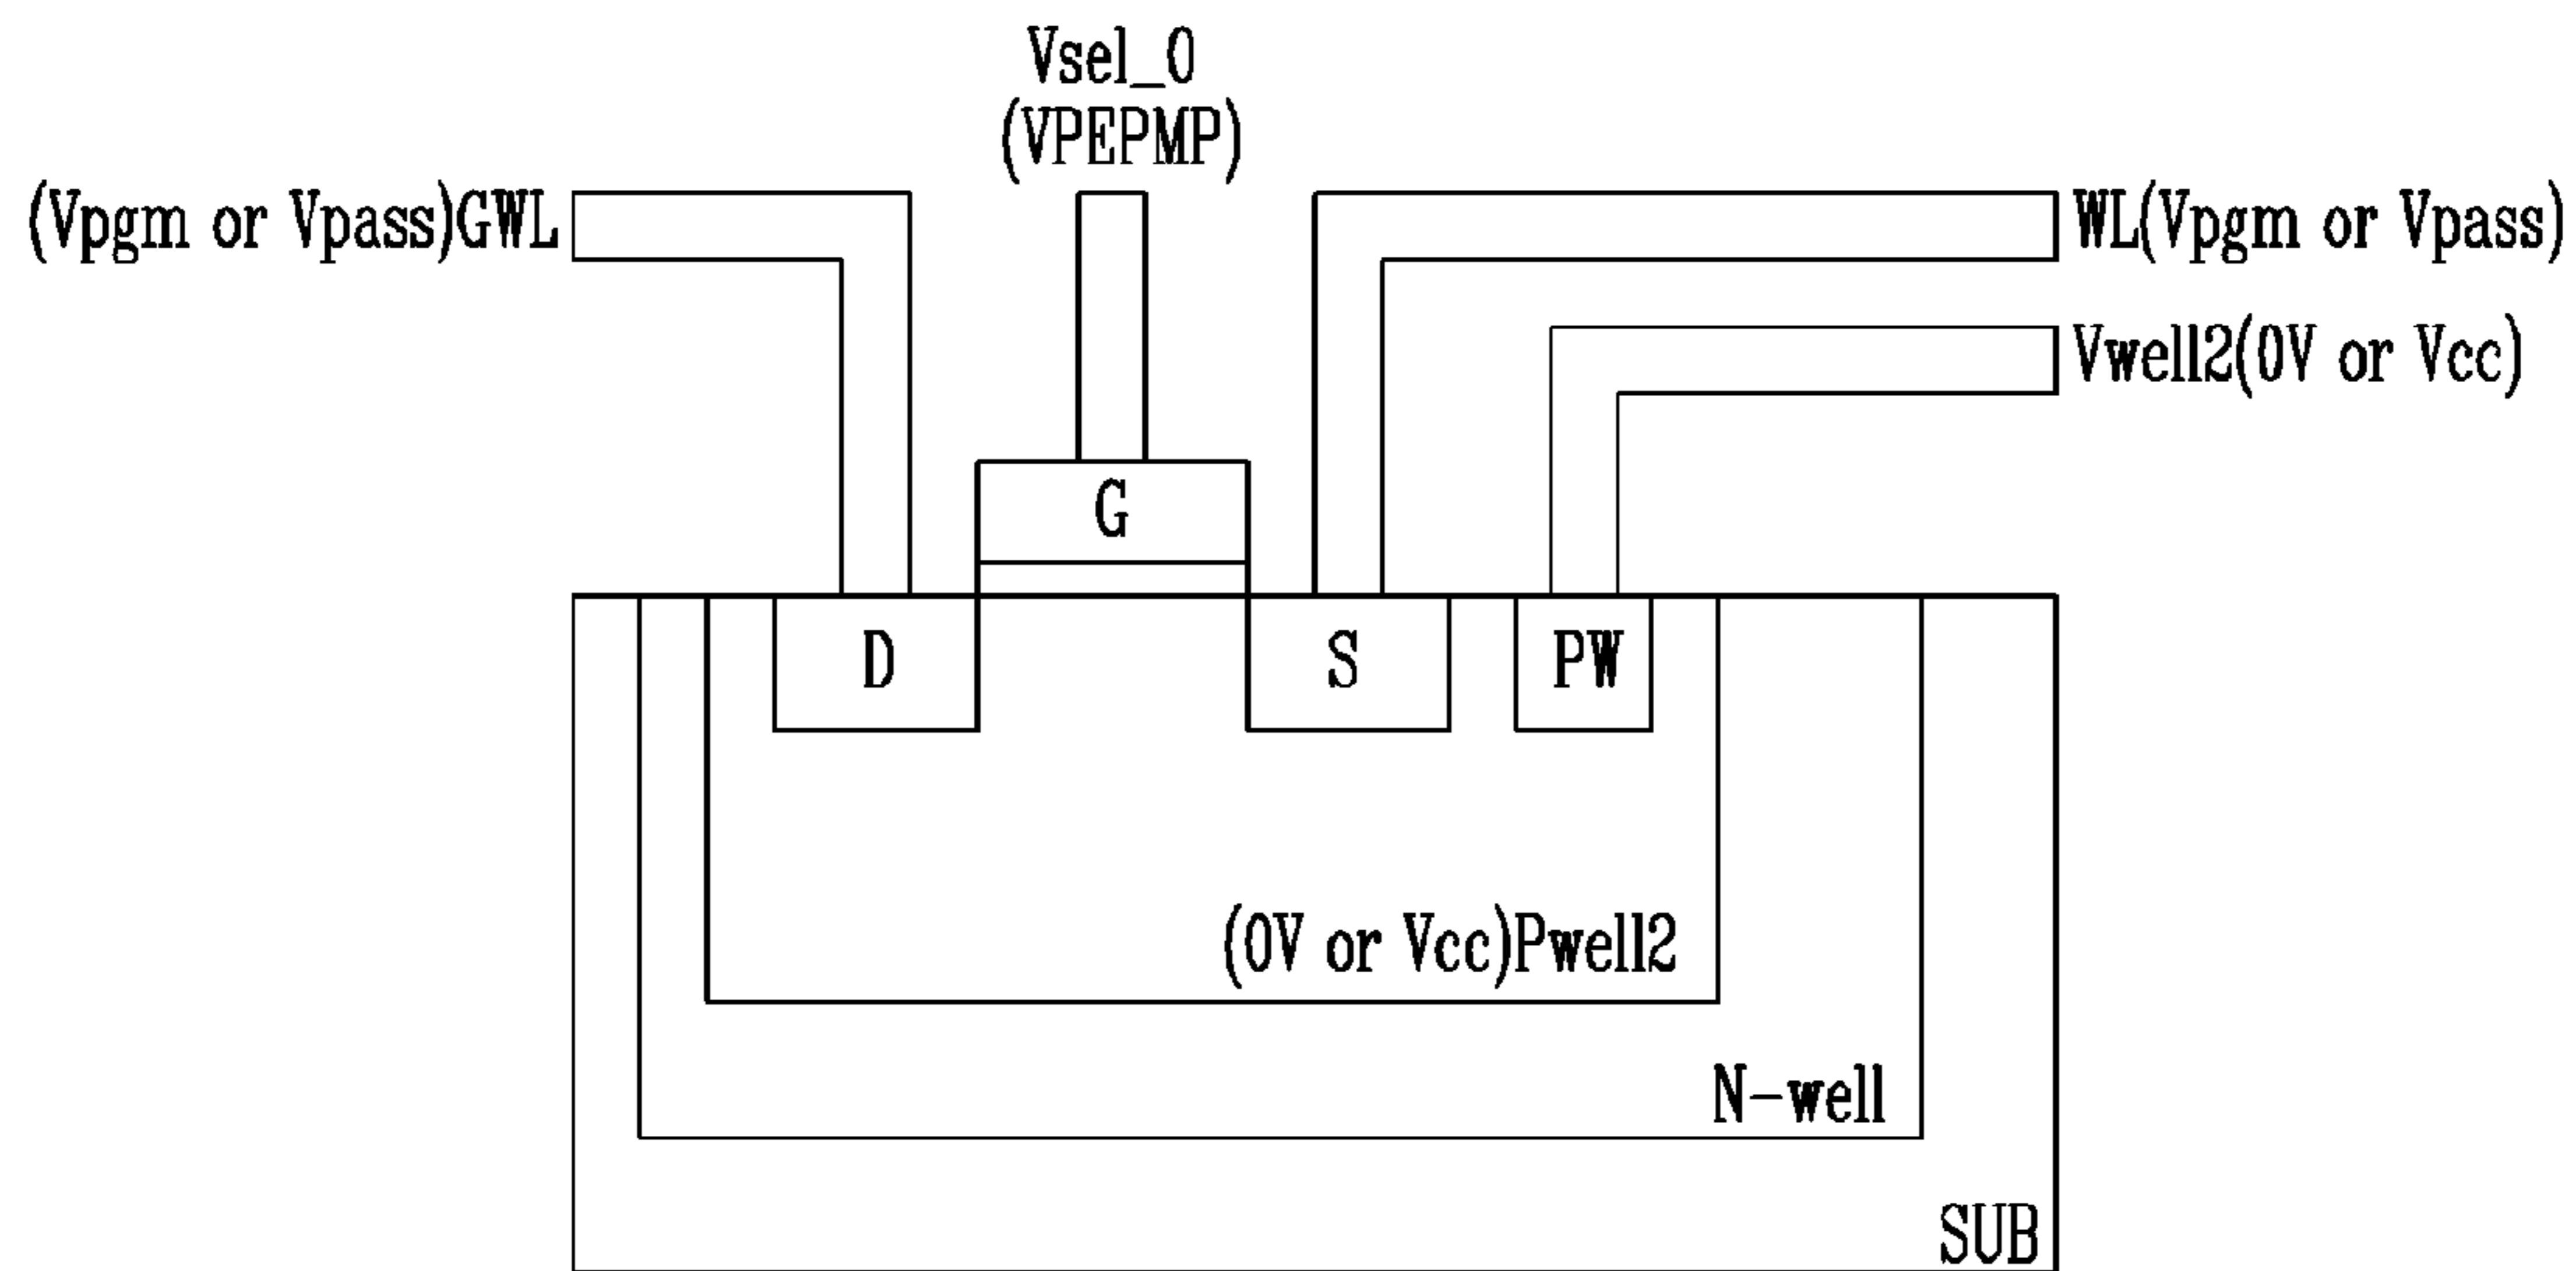 Vsel_0
(VPEPMP)
(Vpgm or Vpass)GWL
WL(Vpgm or Vpass)
Vwell2(0V or Vcc)
G
D
S
PW
(0V or Vcc)Pwell2
N-well
SUB